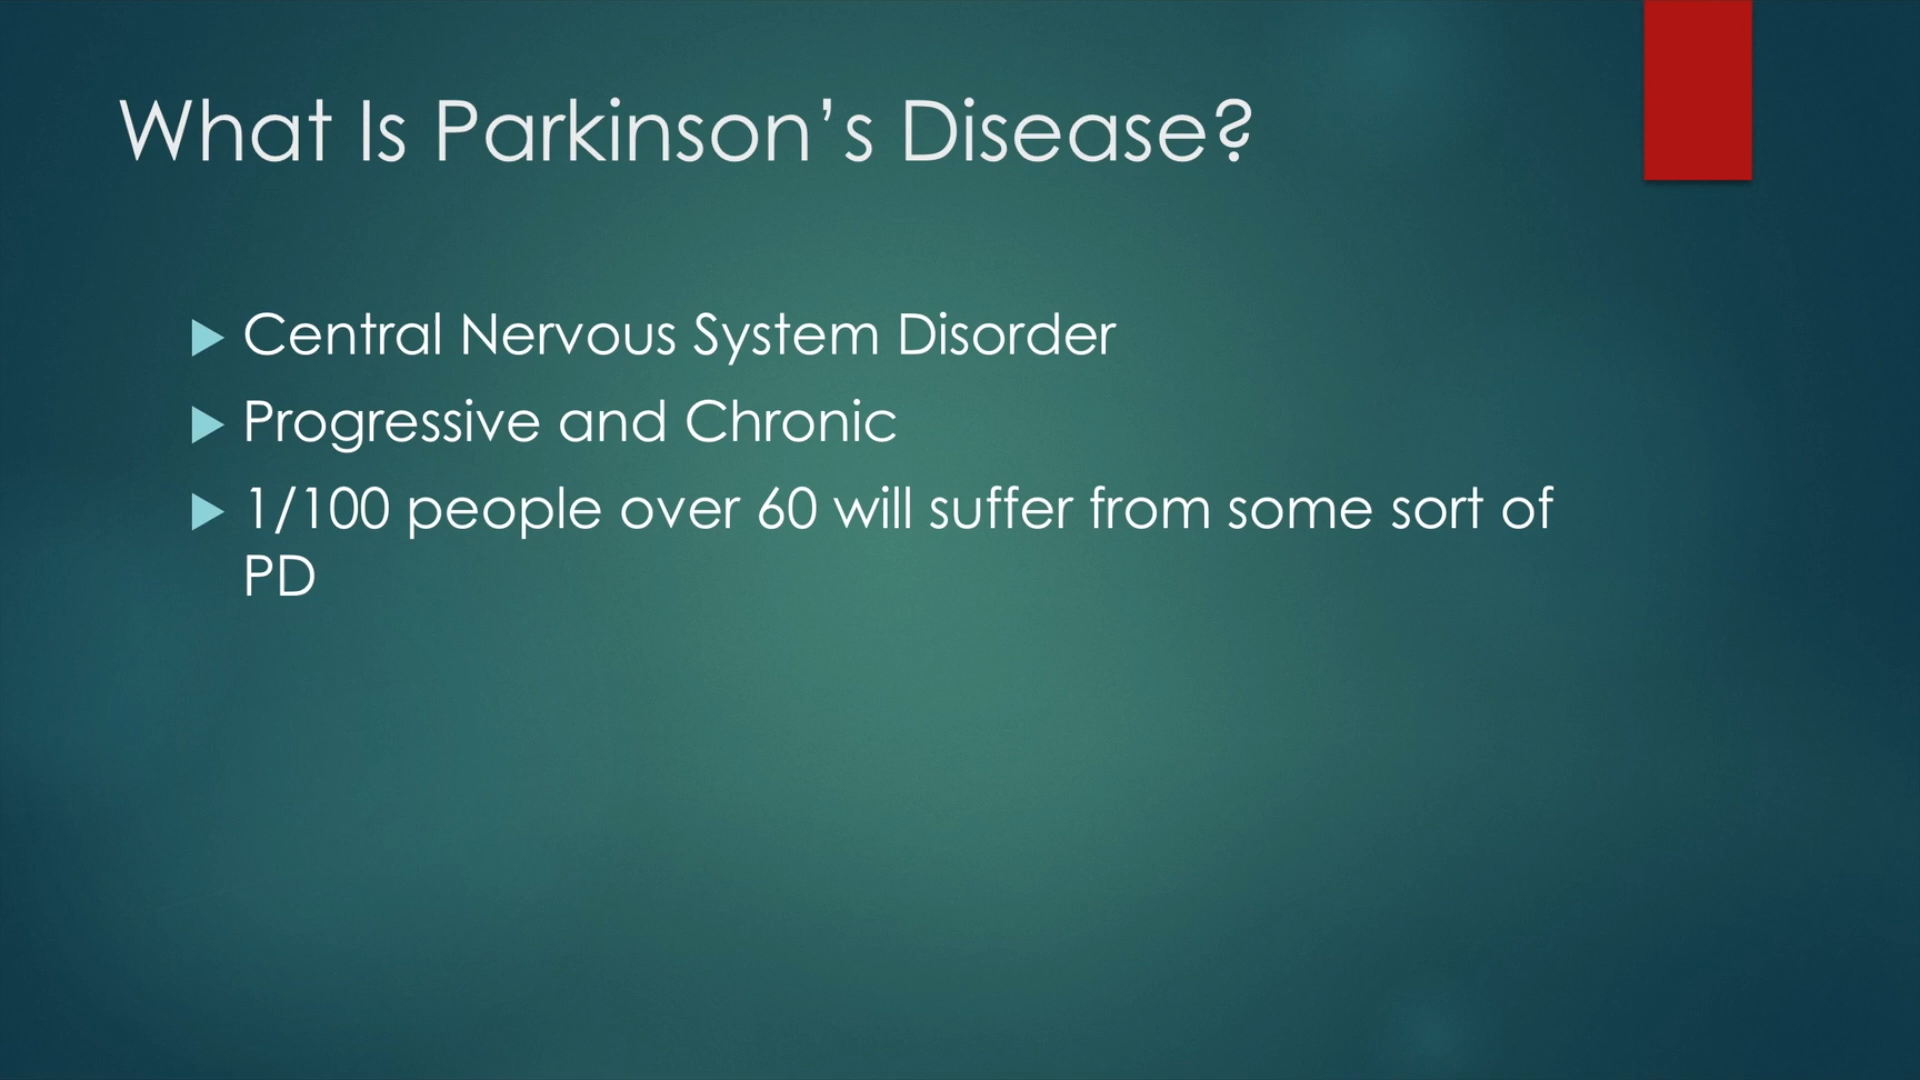 What Is Parkinson’s Disease?
Central Nervous System Disorder
Progressive and Chronic
1/100 people over 60 will suffer from some sort of
PD